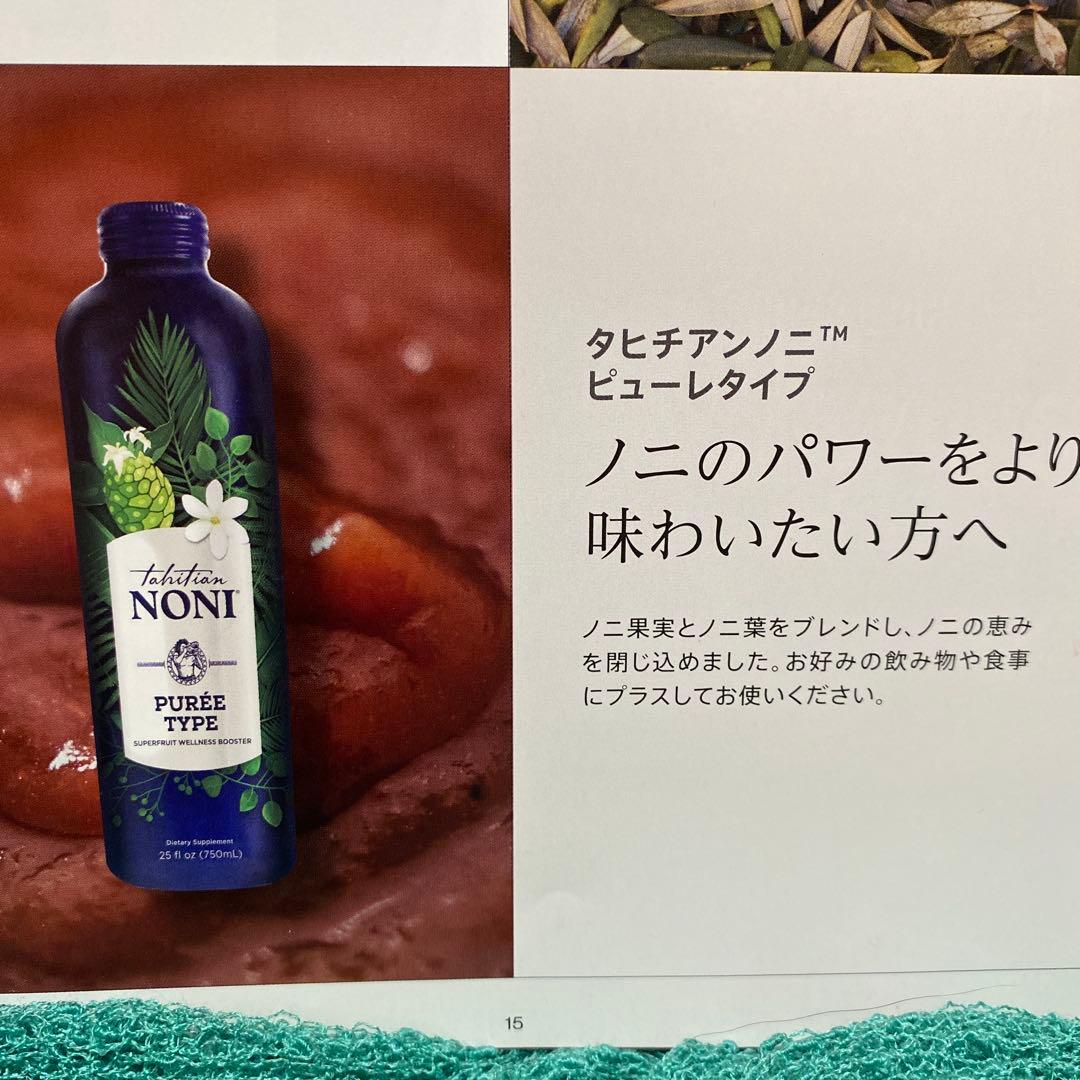 tahitian
NONI®
PURÉE
TYPE
SUPERFRUIT WELLNESS BOOSTER
Dietary Supplement
25 fl oz (750mL)
タヒチアンノニ™
ピューレタイプ
ノニのパワーをより
味わいたい方へ
ノニ果実とノニ葉をブレンドし、ノニの恵み
を閉じ込めました。お好みの飲み物や食事
にプラスしてお使いください。
15